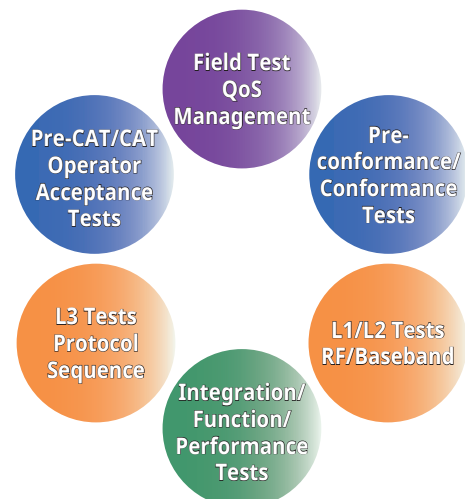 Field Test
QoS
Management
Pre-CAT/CAT
Operator
Acceptance
Tests
Pre-
conformance/
Conformance
Tests
L3 Tests
Protocol
Sequence
L1/L2 Tests
RF/Baseband
Integration/
Function/
Performance
Tests